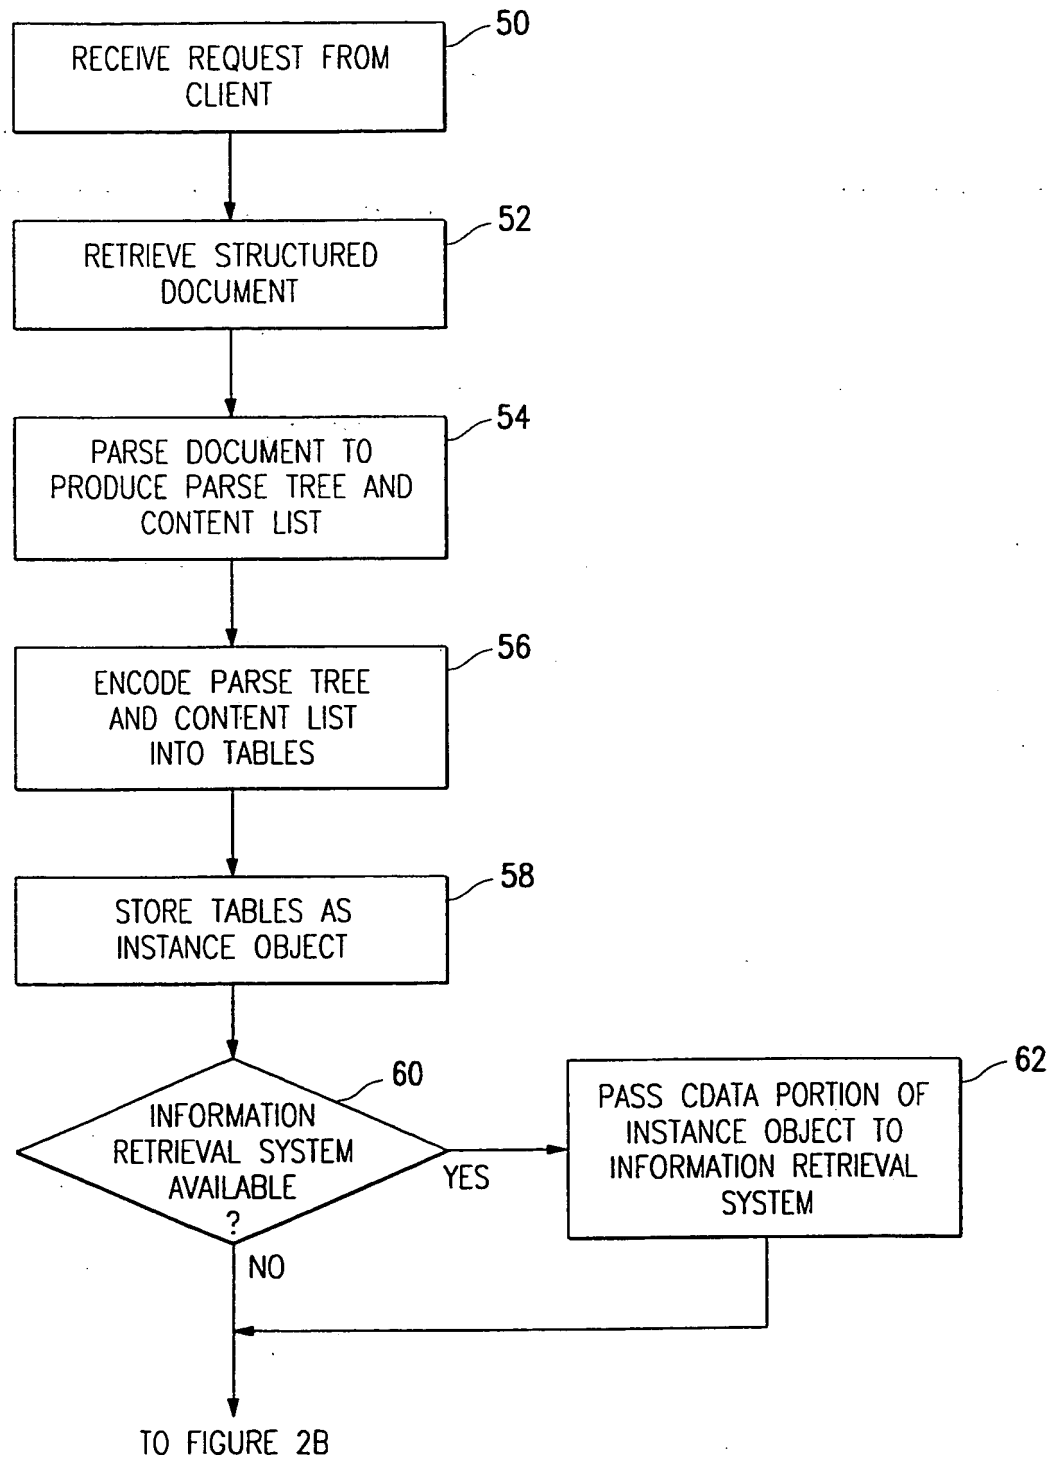 50
RECEIVE REQUEST FROM
CLIENT
52
RETRIEVE STRUCTURED
DOCUMENT
54
PARSE DOCUMENT TO
PRODUCE PARSE TREE AND
CONTENT LIST
56
ENCODE PARSE TREE
AND CONTENT LIST
INTO TABLES
58
STORE TABLES AS
INSTANCE OBJECT
60
INFORMATION
RETRIEVAL SYSTEM
AVAILABLE
?
YES
NO
62
PASS CDATA PORTION OF
INSTANCE OBJECT TO
INFORMATION RETRIEVAL
SYSTEM
TO FIGURE 2B